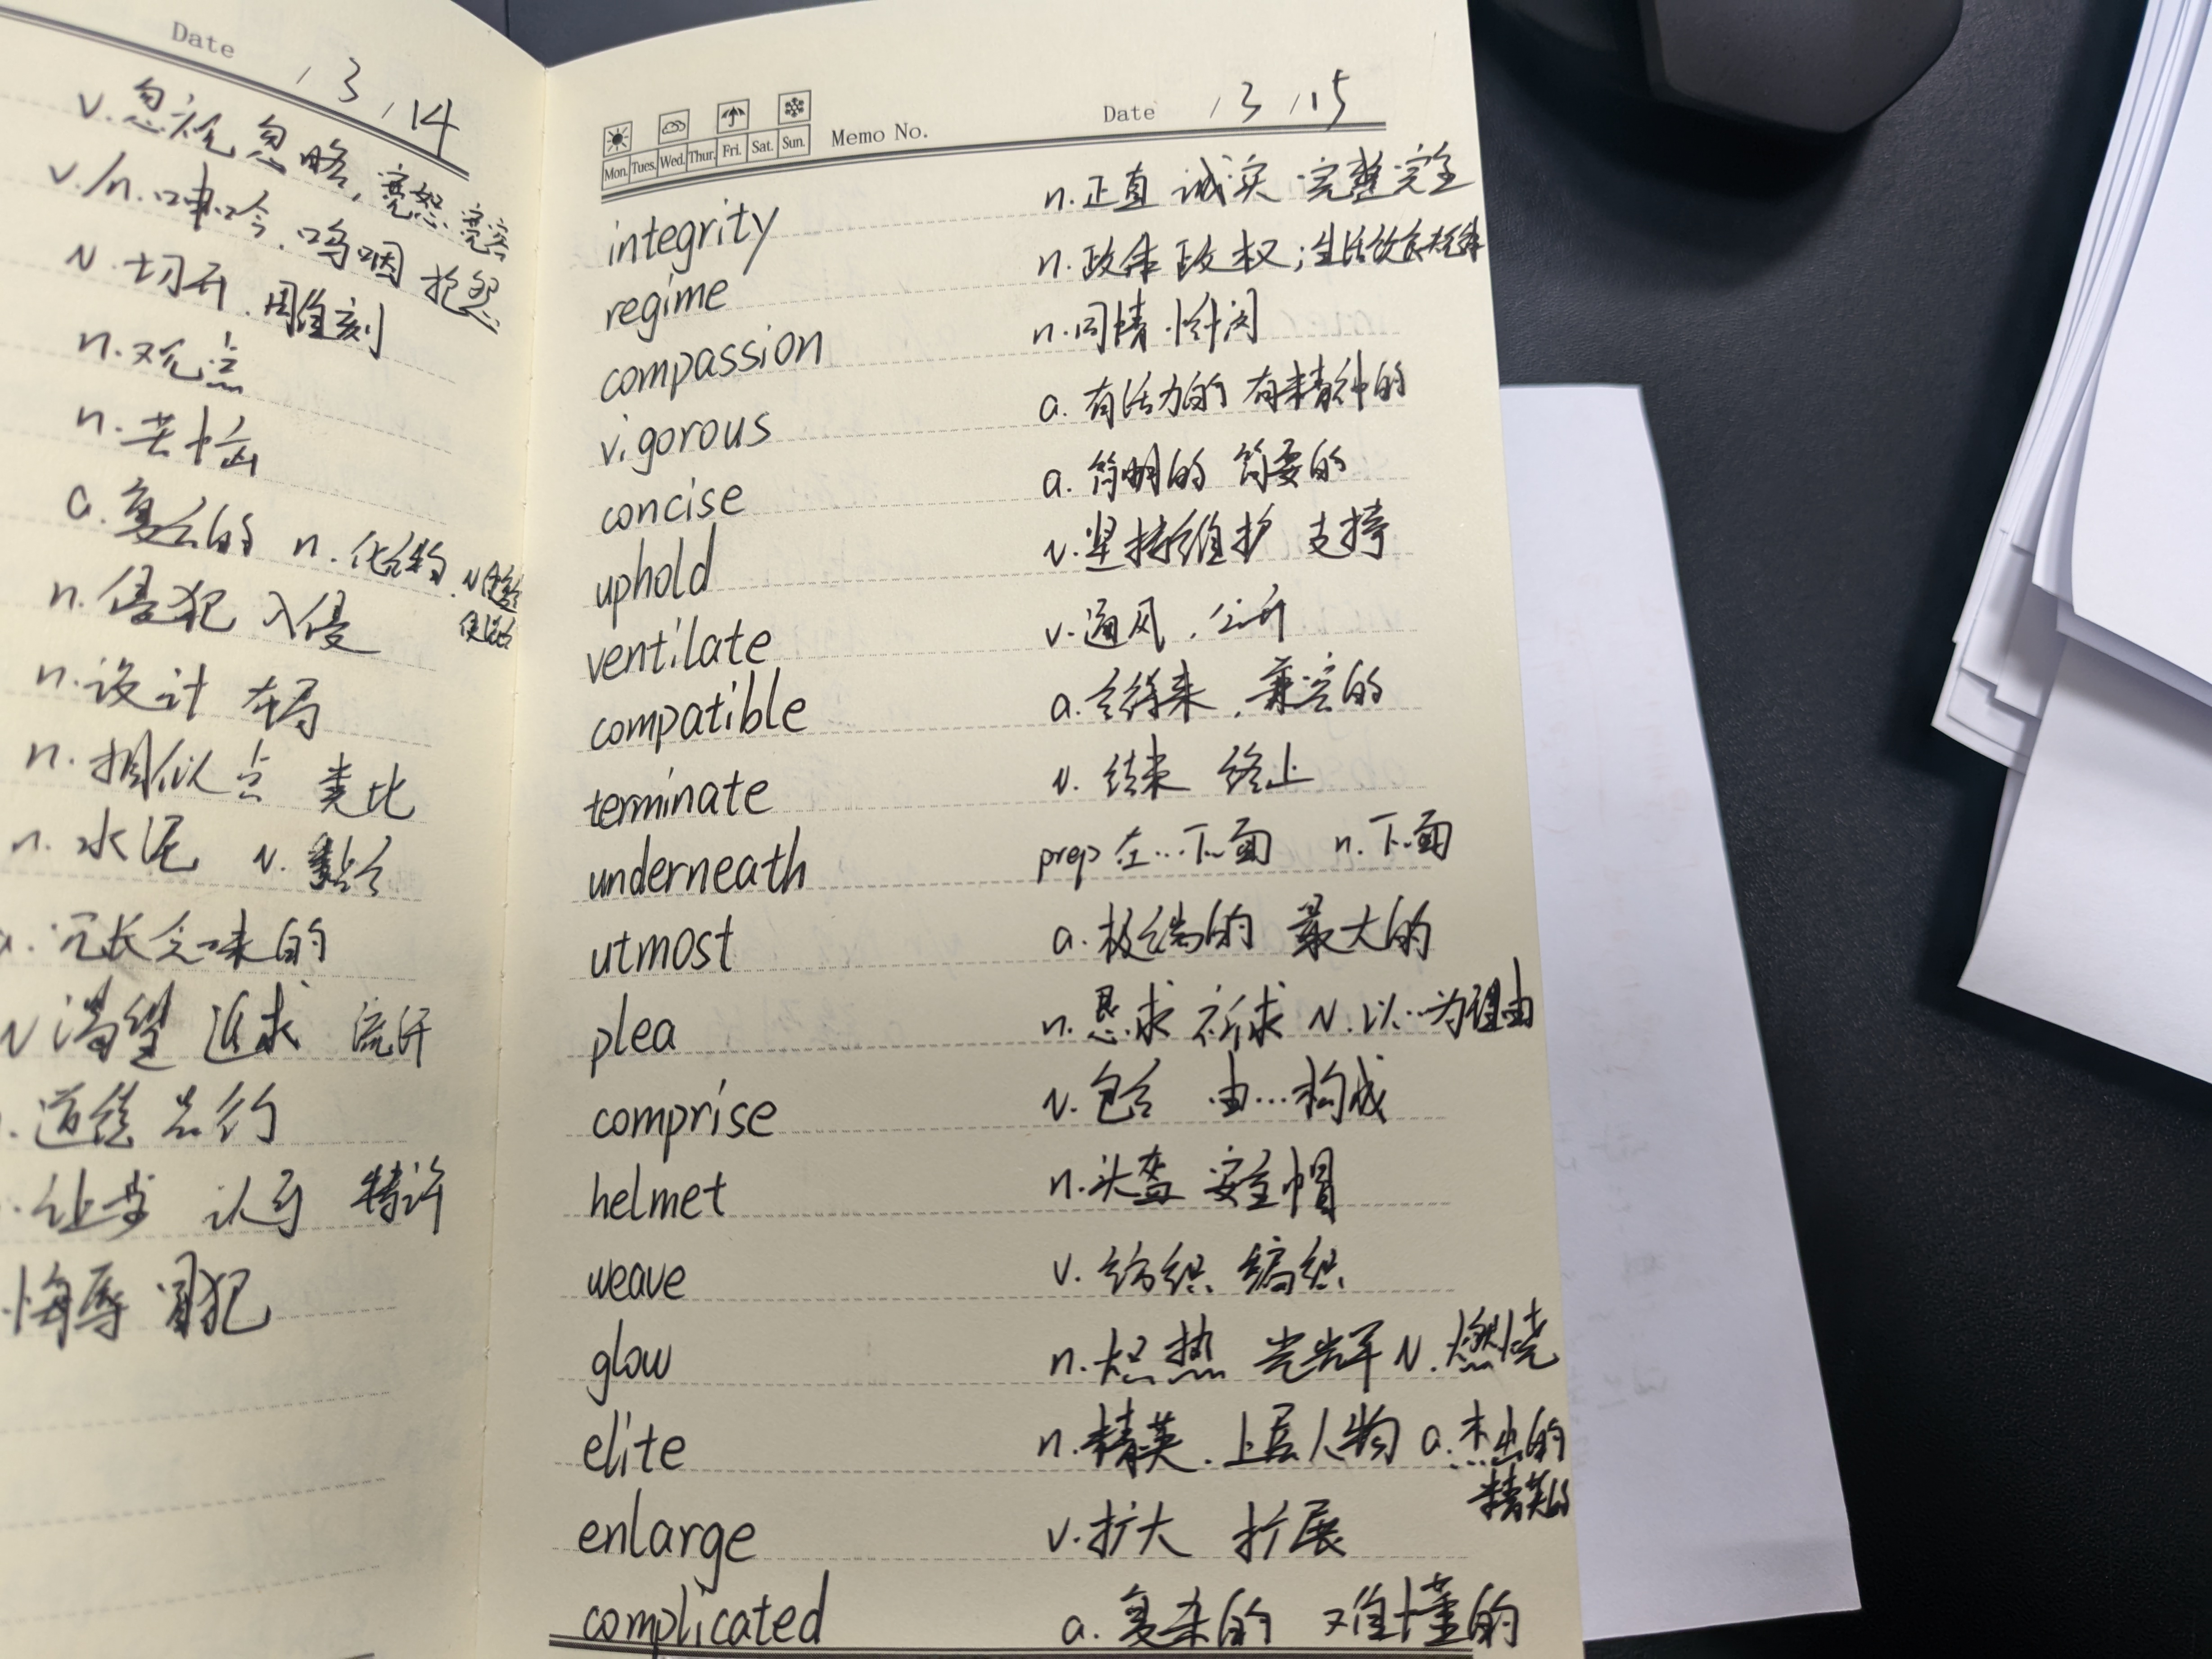 Date / 3 / 14
v. 忽视 忽略, 宽恕 宽容
v./n. 呻吟. 呜咽 抱怨
v. 切开. 雕刻
n. 观点
n. 苦恼
a. 复合的 n. 化合物. v
n. 侵犯 入侵
n. 设计 布局
n. 相似点 类比
n. 水泥 v. 黏合
a. 冗长乏味的
v 渴望 追求
道德 品行
让步 认可 特许
侮辱 冒犯
Mon. Tues. Wed. Thur. Fri. Sat. Sun. Memo No. Date / 3 / 15
integrity n. 正直 诚实 完整 完全
regime n. 政体 政权; 生活饮食规律
compassion n. 同情 怜悯
vigorous a. 有活力的 有精神的
concise a. 简明的 简要的
uphold v. 坚持 维护 支持
ventilate v. 通风. 公开
compatible a. 合得来. 兼容的
terminate v. 结束 终止
underneath prep 在…下面 n. 下面
utmost a. 极端的 最大的
plea n. 恳求 祈求 v. 以…为理由
comprise v. 包含 由…构成
helmet n. 头盔 安全帽
weave v. 纺织 编织
glow n. 炽热 光辉 v. 燃烧
elite n. 精英. 上层人物 a. 杰出的
精英的
enlarge v. 扩大 扩展
complicated a. 复杂的 难懂的